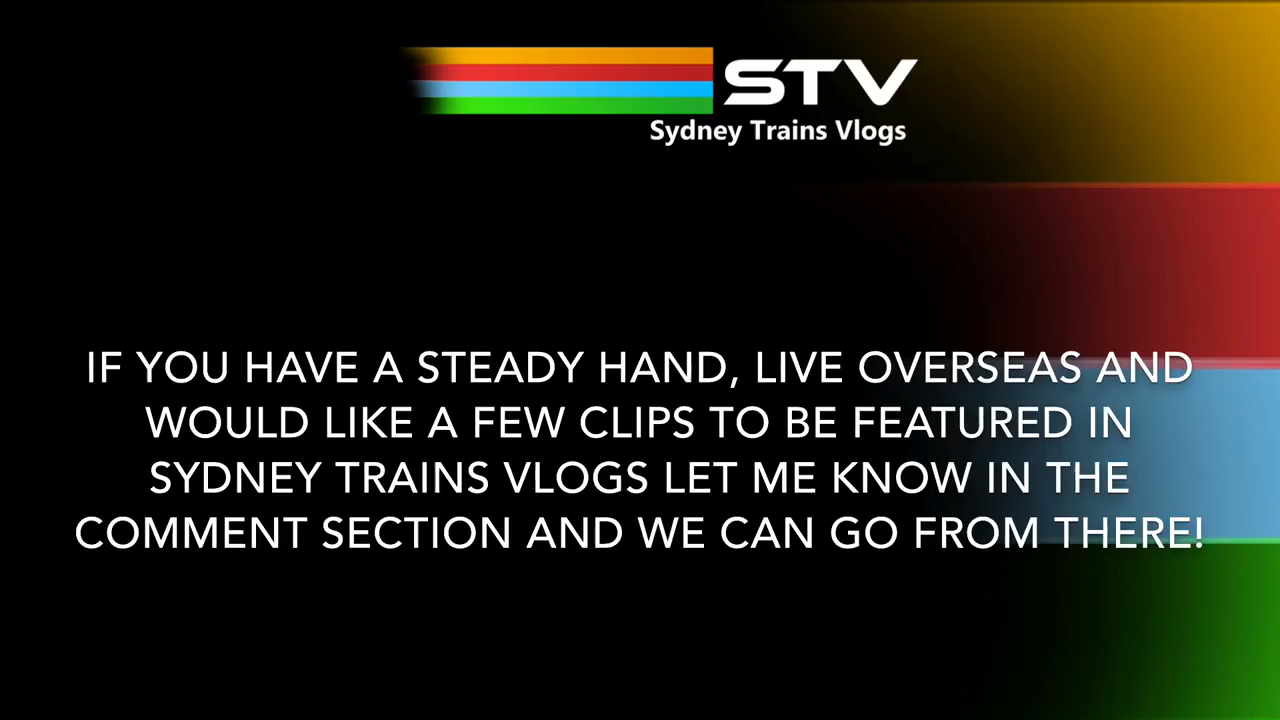 STV
Sydney Trains Vlogs
IF YOU HAVE A STEADY HAND, LIVE OVERSEAS AND
WOULD LIKE A FEW CLIPS TO BE FEATURED IN
SYDNEY TRAINS VLOGS LET ME KNOW IN THE
COMMENT SECTION AND WE CAN GO FROM THERE!